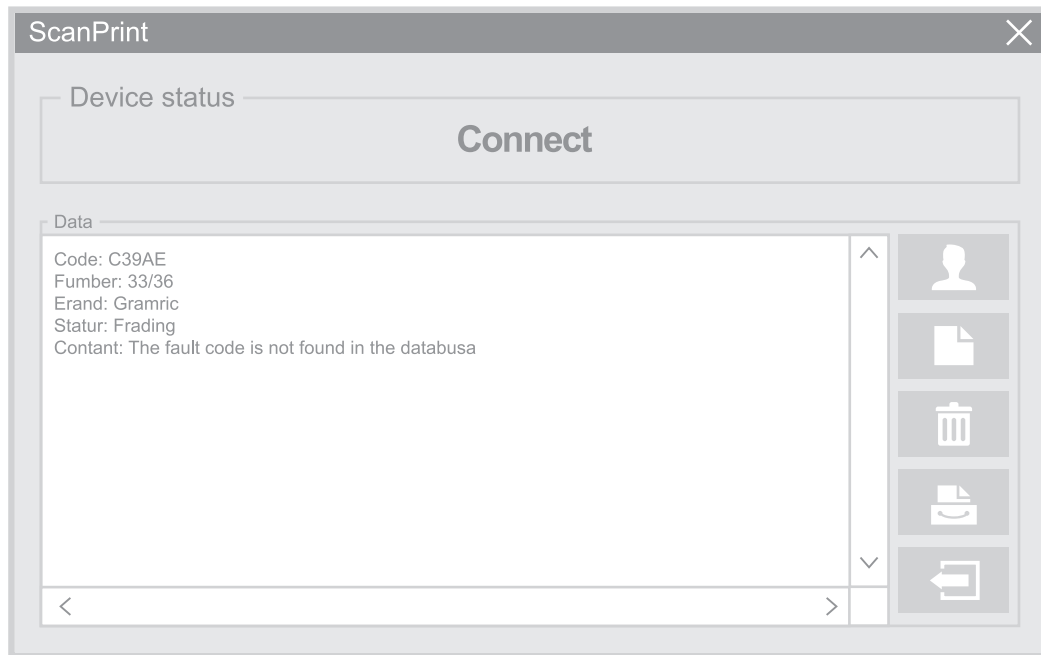 ScanPrint
Device status
Connect
Data
Code: C39AE
Fumber: 33/36
Erand: Gramric
Statur: Frading
Contant: The fault code is not found in the databusa